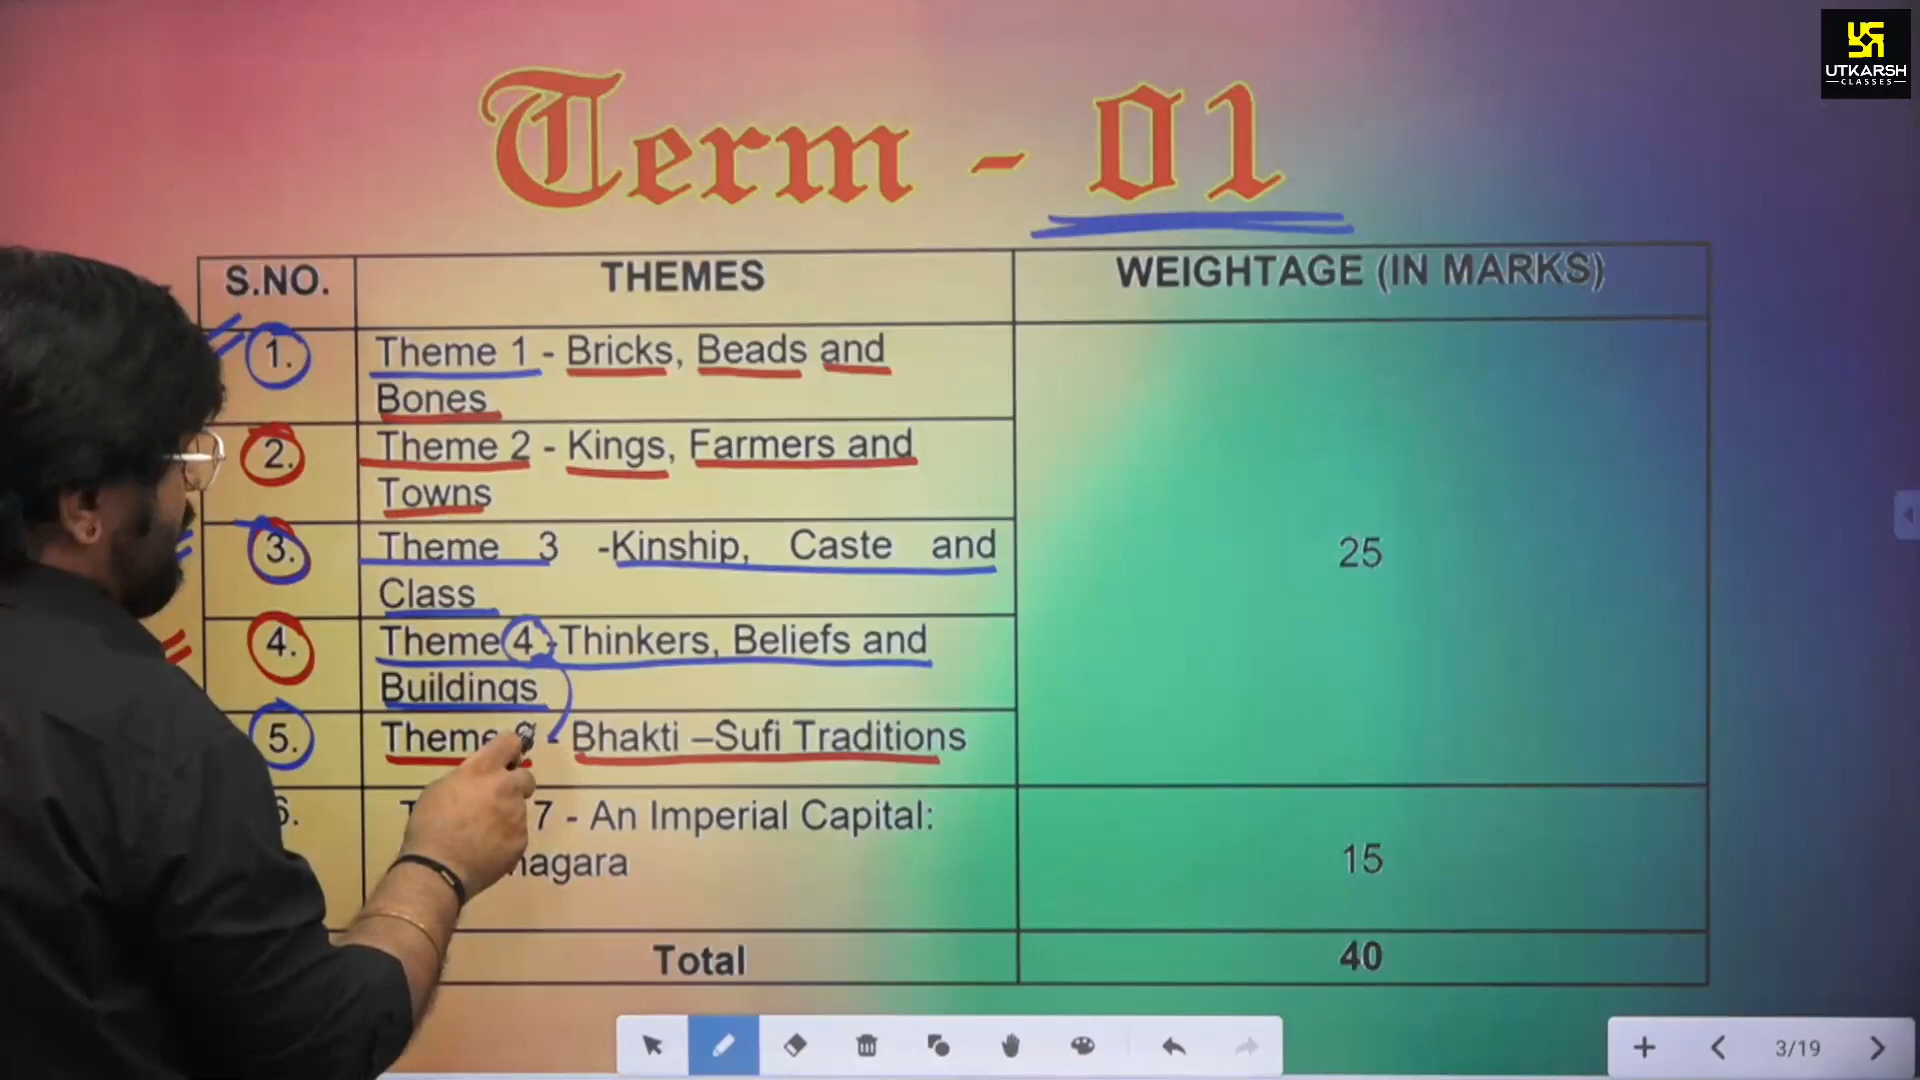 UTKARSH
CLASSES
Term - 01
S.NO. THEMES WEIGHTAGE (IN MARKS)
1. Theme 1 - Bricks, Beads and
Bones
2. Theme 2 - Kings, Farmers and
Towns
3. Theme 3 -Kinship, Caste and
Class
25
4. Theme 4 -Thinkers, Beliefs and
Buildings
5. Theme - Bhakti –Sufi Traditions
7 - An Imperial Capital:
15
Total 40
3/19